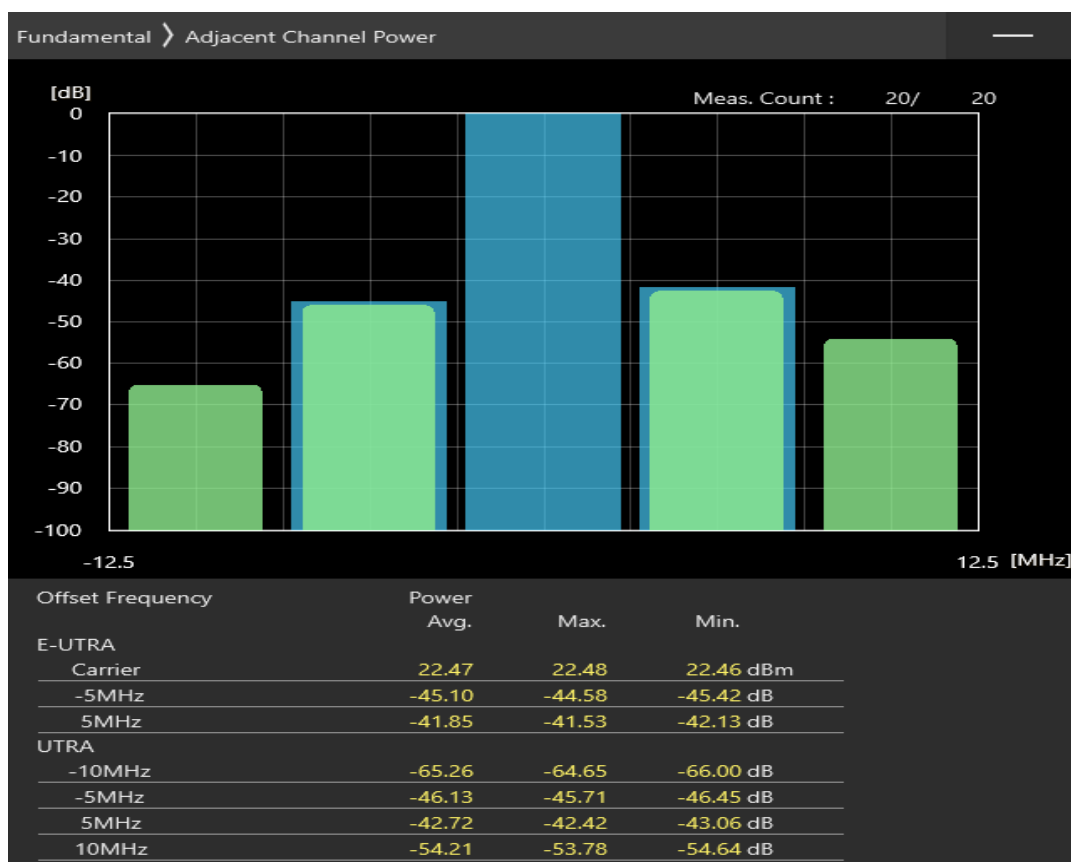 Fundamental ❯ Adjacent Channel Power
[dB]
Meas. Count : 20/ 20
0
-10
-20
-30
-40
-50
-60
-70
-80
-90
-100
-12.5 12.5 [MHz]
Offset Frequency Power
Avg. Max. Min.
E-UTRA
Carrier 22.47 22.48 22.46 dBm
-5MHz -45.10 -44.58 -45.42 dB
5MHz -41.85 -41.53 -42.13 dB
UTRA
-10MHz -65.26 -64.65 -66.00 dB
-5MHz -46.13 -45.71 -46.45 dB
5MHz -42.72 -42.42 -43.06 dB
10MHz -54.21 -53.78 -54.64 dB